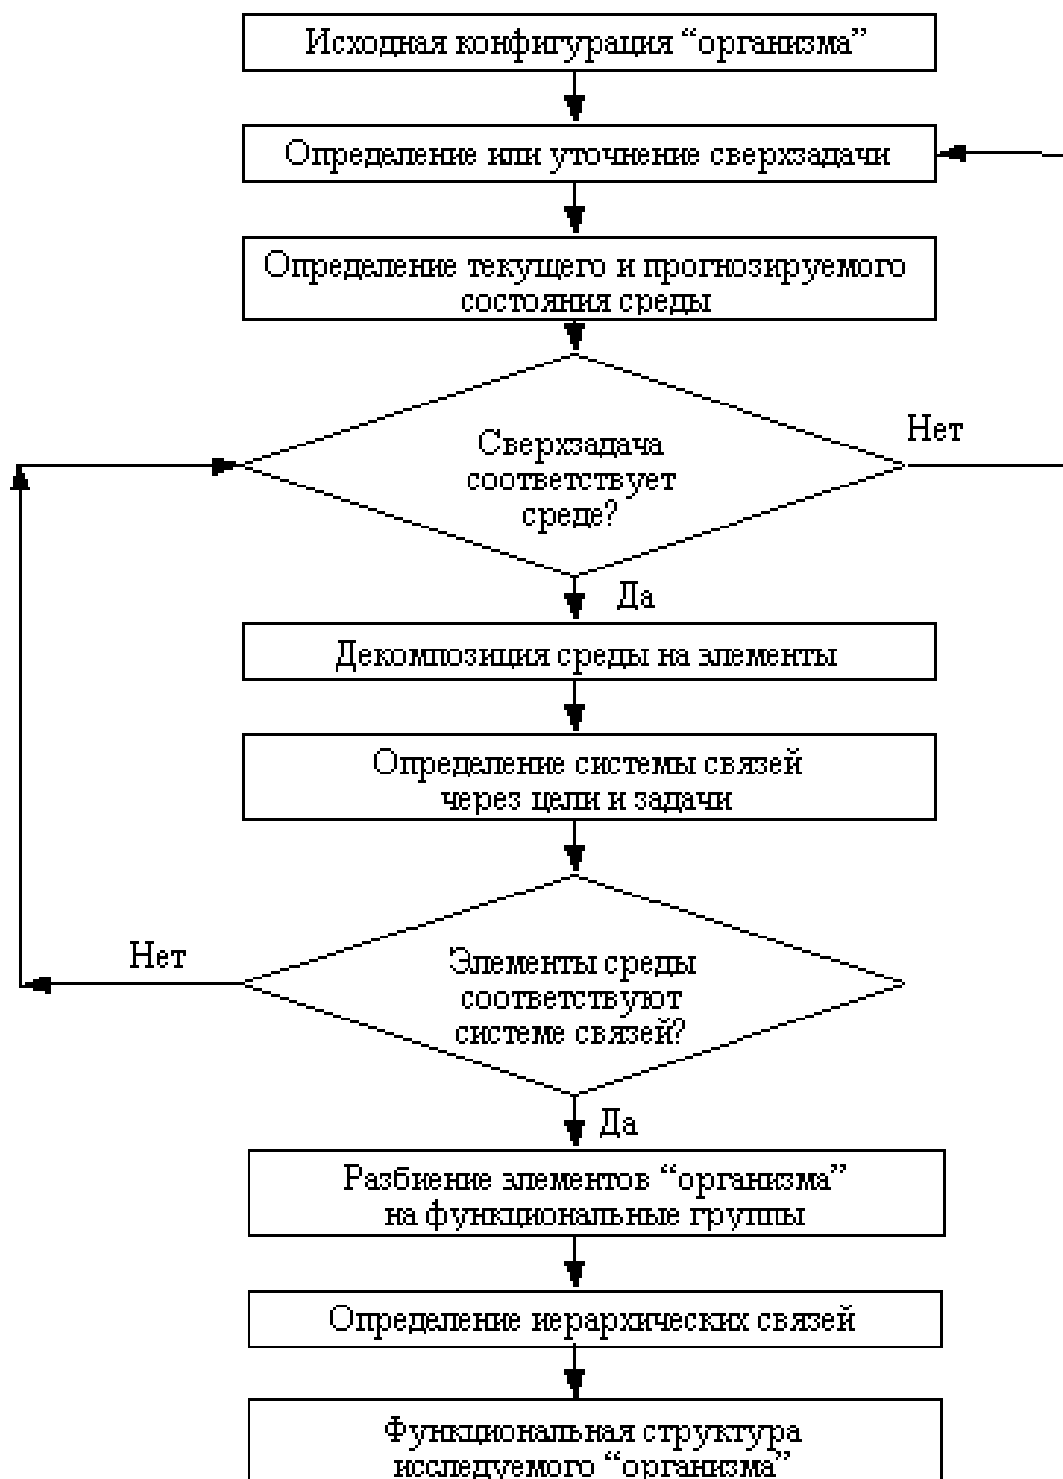 Исходная конфигурация “организма”
Определение или уточнение сверхзадачи
Определение текущего и прогнозируемого
состояния среды
Нет
Сверхзадача
соответствует
среде?
Да
Декомпозиция среды на элементы
Определение системы связей
через цели и задачи
Нет
Элементы среды
соответствуют
системе связей?
Да
Разбиение элементов “организма”
на функциональные группы
Определение иерархических связей
Функциональная структура
исследуемого “организма”